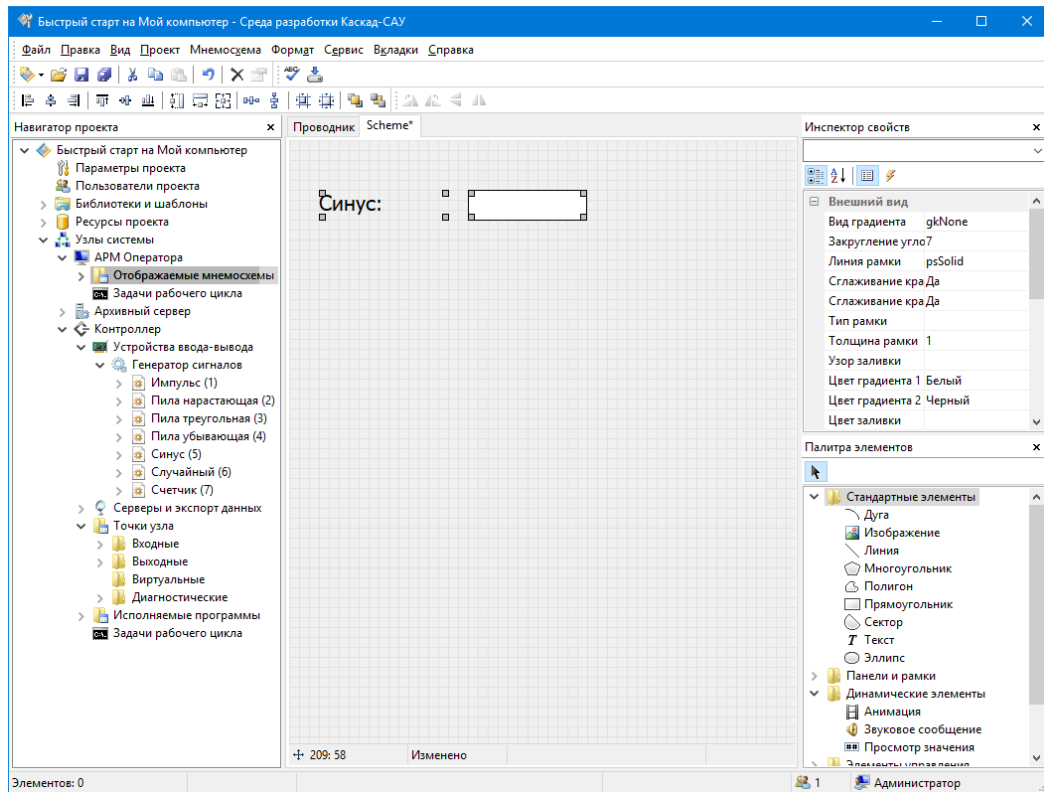 Быстрый старт на Мой компьютер - Среда разработки Каскад-САУ
Файл Правка Вид Проект Мнемосхема Формат Сервис Вкладки Справка
ABC
Навигатор проекта
Быстрый старт на Мой компьютер
Параметры проекта
Пользователи проекта
Библиотеки и шаблоны
Ресурсы проекта
Узлы системы
АРМ Оператора
Отображаемые мнемосхемы
Задачи рабочего цикла
Архивный сервер
Контроллер
Устройства ввода-вывода
Генератор сигналов
Импульс (1)
Пила нарастающая (2)
Пила треугольная (3)
Пила убывающая (4)
Синус (5)
Случайный (6)
Счетчик (7)
Серверы и экспорт данных
Точки узла
Входные
Выходные
Виртуальные
Диагностические
Исполняемые программы
Задачи рабочего цикла
Проводник Scheme*
Синус:
209: 58 Изменено
Инспектор свойств
Внешний вид
Вид градиента gkNone
Закругление угло 7
Линия рамки psSolid
Сглаживание кра Да
Сглаживание кра Да
Тип рамки
Толщина рамки 1
Узор заливки
Цвет градиента 1 Белый
Цвет градиента 2 Черный
Цвет заливки
Палитра элементов
Стандартные элементы
Дуга
Изображение
Линия
Многоугольник
Полигон
Прямоугольник
Сектор
T Текст
Эллипс
Панели и рамки
Динамические элементы
Анимация
Звуковое сообщение
Просмотр значения
Элементы управления
Элементов: 0
1 Администратор